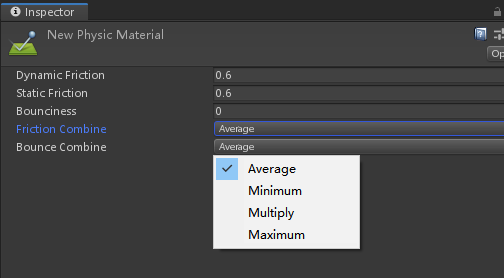 Inspector
New Physic Material
Op
Dynamic Friction 0.6
Static Friction 0.6
Bounciness 0
Friction Combine Average
Bounce Combine Average
Average
Minimum
Multiply
Maximum